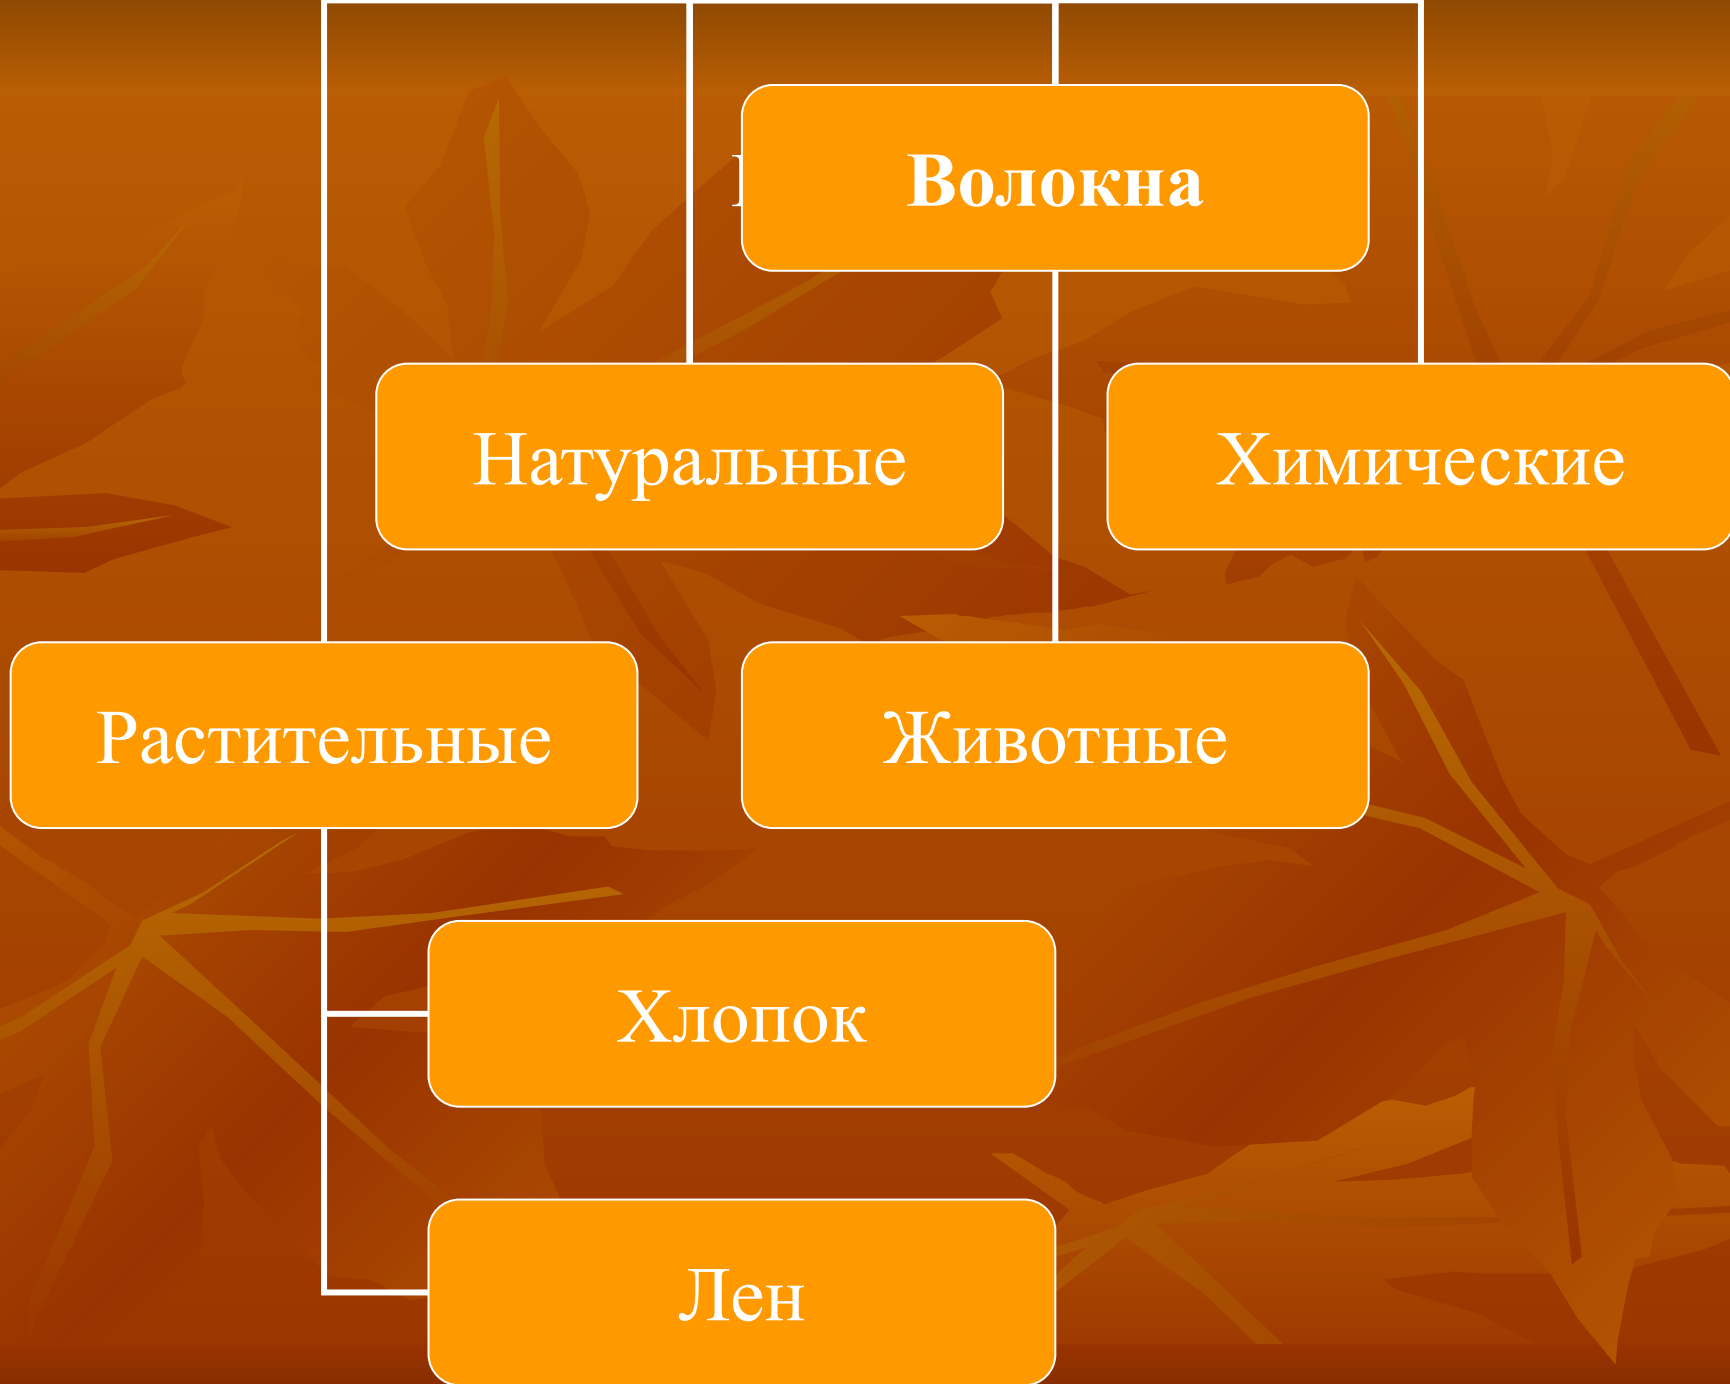 Волокна
Натуральные
Химические
Растительные
Животные
Хлопок
Лен